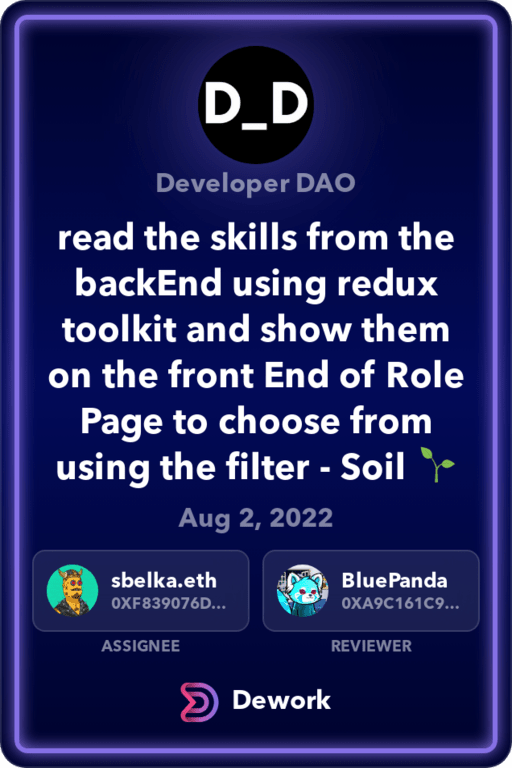 D_D
Developer DAO
read the skills from the
backEnd using redux
toolkit and show them
on the front End of Role
Page to choose from
using the filter - Soil 🌱
Aug 2, 2022
sbelka.eth
0XF839076D...
ASSIGNEE
BluePanda
0XA9C161C9...
REVIEWER
Dework